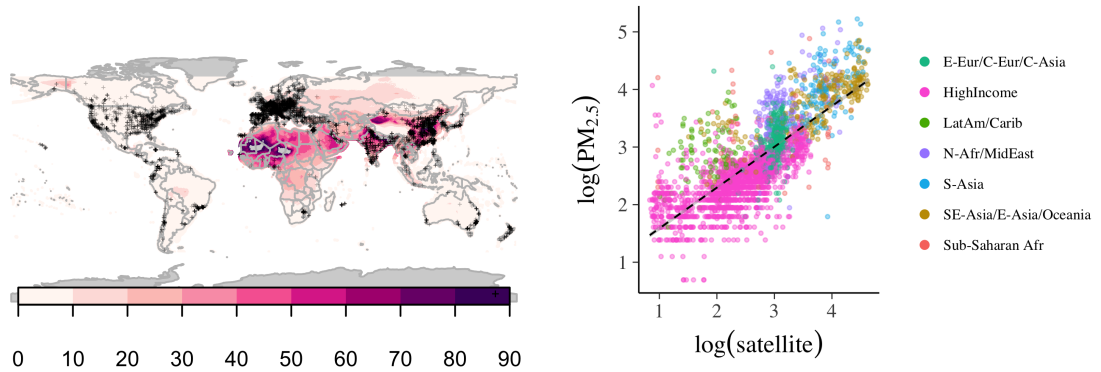 0 10 20 30 40 50 60 70 80 90
log(PM2.5)
5
4
3
2
1
1 2 3 4
log(satellite)
E-Eur/C-Eur/C-Asia
HighIncome
LatAm/Carib
N-Afr/MidEast
S-Asia
SE-Asia/E-Asia/Oceania
Sub-Saharan Afr